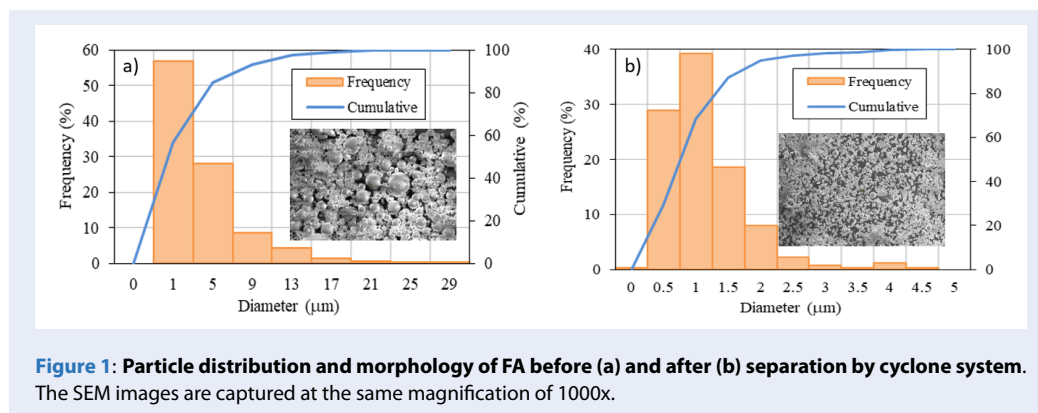 a)
Frequency
Cumulative
Frequency (%)
60
50
40
30
20
10
0
100
80
60
40
20
0
Cumulative (%)
0 1 5 9 13 17 21 25 29
Diameter (μm)
b)
Frequency
Cumulative
Frequency (%)
40
30
20
10
0
100
80
60
40
20
0
0 0.5 1 1.5 2 2.5 3 3.5 4 4.5 5
Diameter (μm)
Figure 1: Particle distribution and morphology of FA before (a) and after (b) separation by cyclone system.
The SEM images are captured at the same magnification of 1000x.